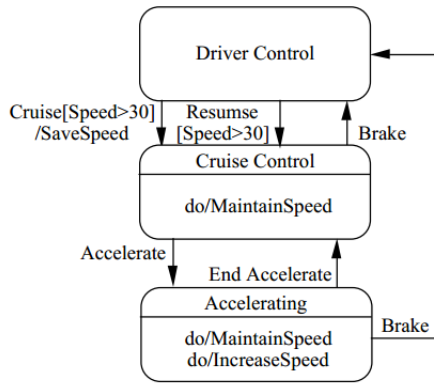 Driver Control
Cruise[Speed>30]
/SaveSpeed
Resumse
[Speed>30]
Brake
Cruise Control
do/MaintainSpeed
Accelerate
End Accelerate
Accelerating
do/MaintainSpeed
do/IncreaseSpeed
Brake